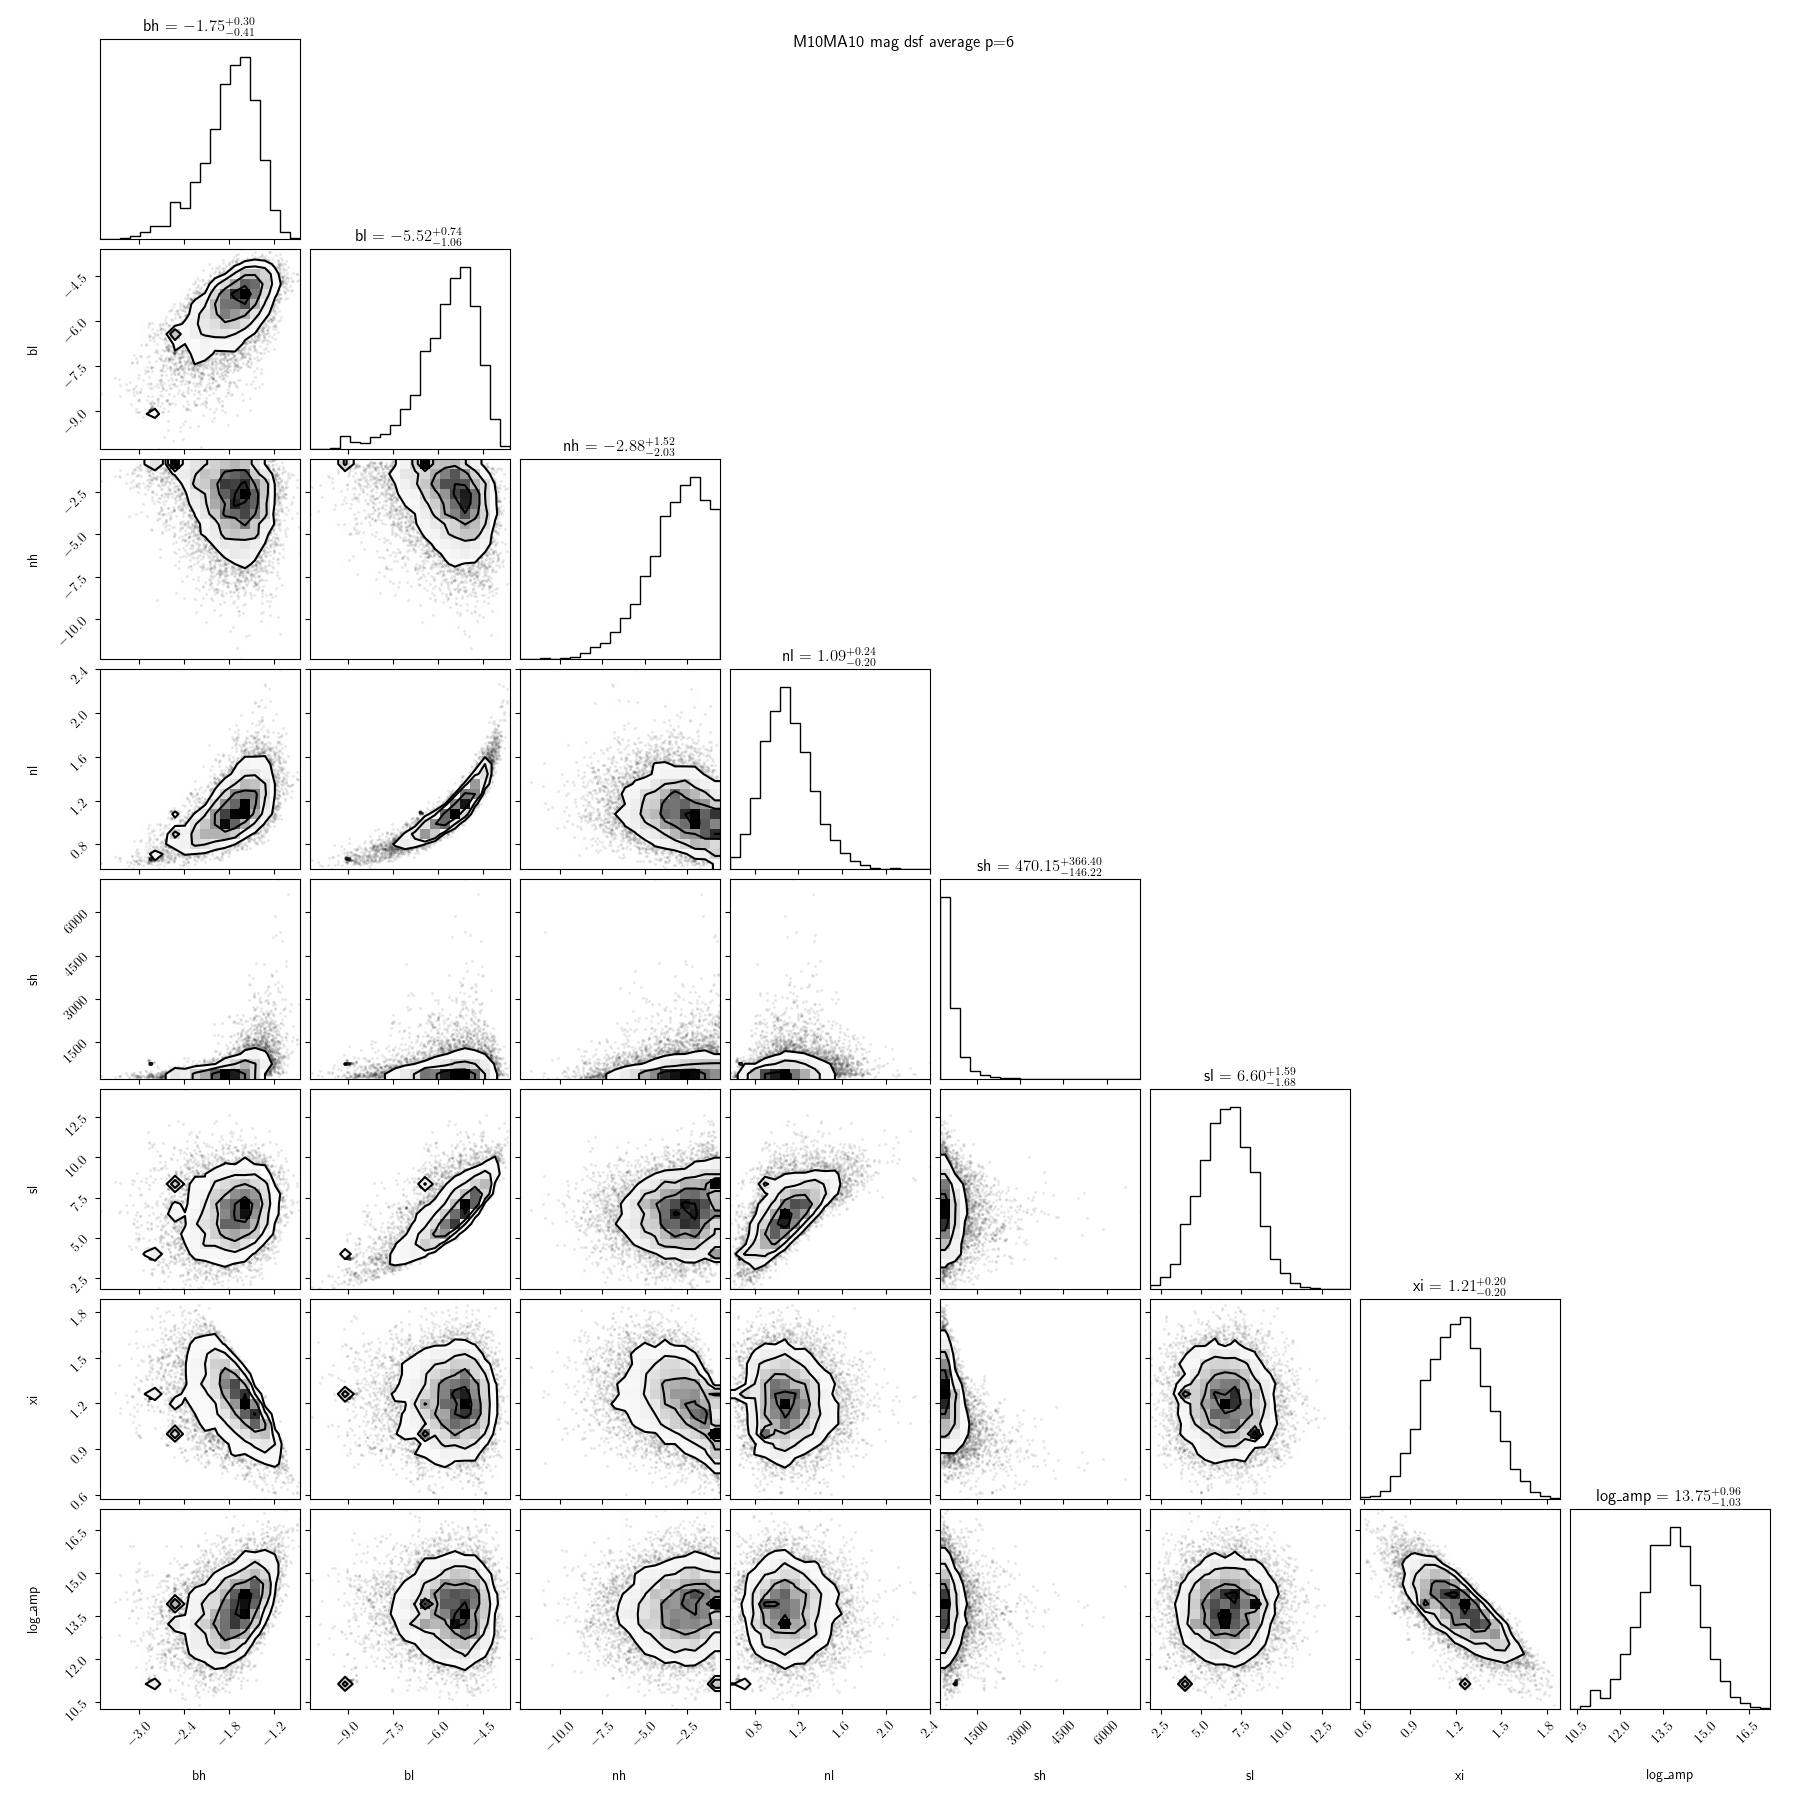 M10MA10 mag dsf average p=6
bh = −1.75 +0.30 −0.41
bl = −5.52 +0.74 −1.06
−4.5
−6.0
−7.5
−9.0
bl
nh = −2.88 +1.52 −2.03
−2.5
−5.0
−7.5
−10.0
nh
nl = 1.09 +0.24 −0.20
2.4
2.0
1.6
1.2
0.8
nl
sh = 470.15 +366.40 −146.22
6000
4500
3000
1500
sh
sl = 6.60 +1.59 −1.68
12.5
10.0
7.5
5.0
2.5
sl
xi = 1.21 +0.20 −0.20
1.8
1.5
1.2
0.9
0.6
xi
log_amp = 13.75 +0.96 −1.03
16.5
15.0
13.5
12.0
10.5
log_amp
−3.0 −2.4 −1.8 −1.2 −9.0 −7.5 −6.0 −4.5 −10.0 −7.5 −5.0 −2.5 0.8 1.2 1.6 2.0 2.4 1500 3000 4500 6000 2.5 5.0 7.5 10.0 12.5 0.6 0.9 1.2 1.5 1.8 10.5 12.0 13.5 15.0 16.5
bh bl nh nl sh sl xi log_amp